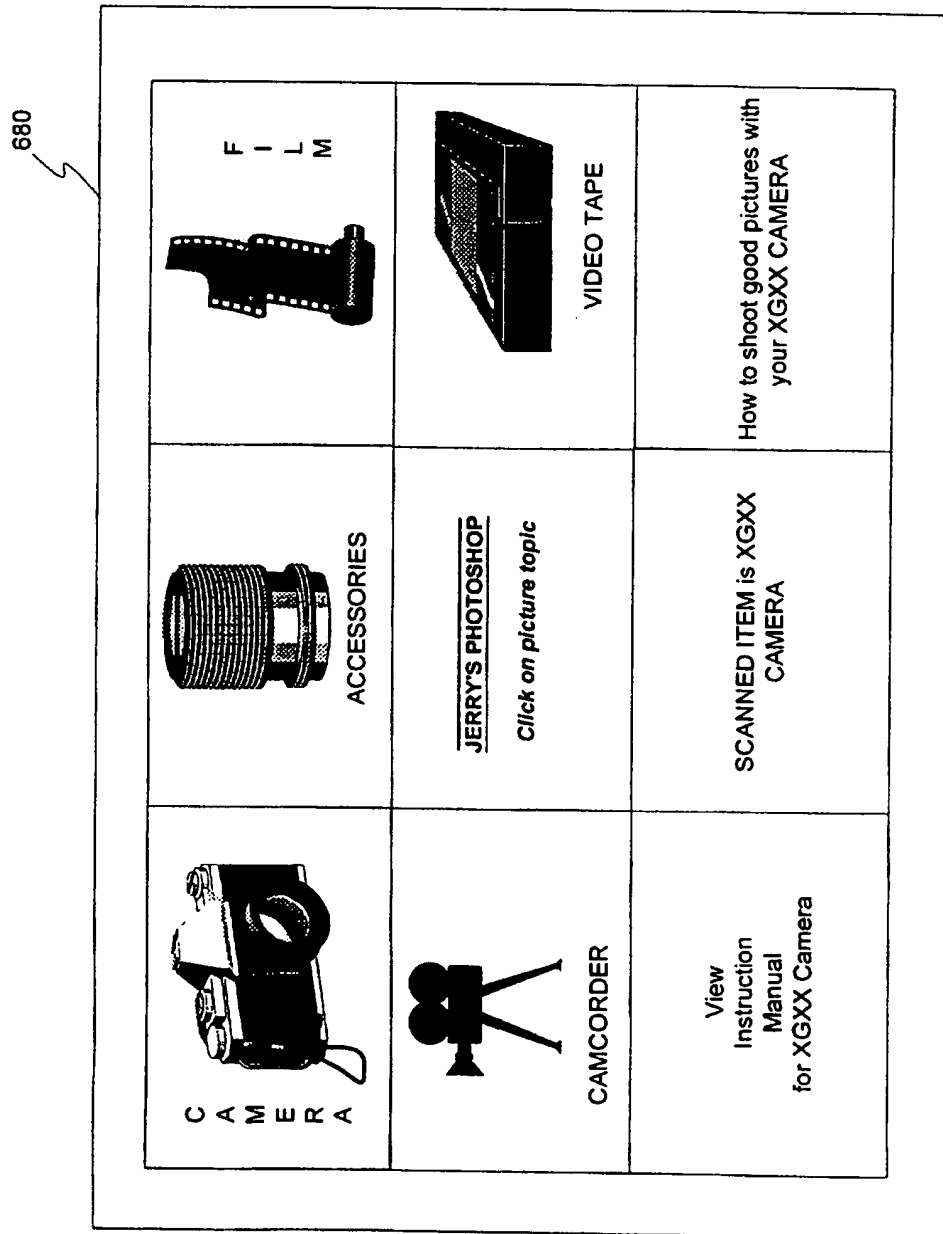 680
C
A
M
E
R
A
ACCESSORIES
F
I
L
M
CAMCORDER
JERRY'S PHOTOSHOP
Click on picture topic
VIDEO TAPE
View
Instruction
Manual
for XGXX Camera
SCANNED ITEM is XGXX
CAMERA
How to shoot good pictures with
your XGXX CAMERA